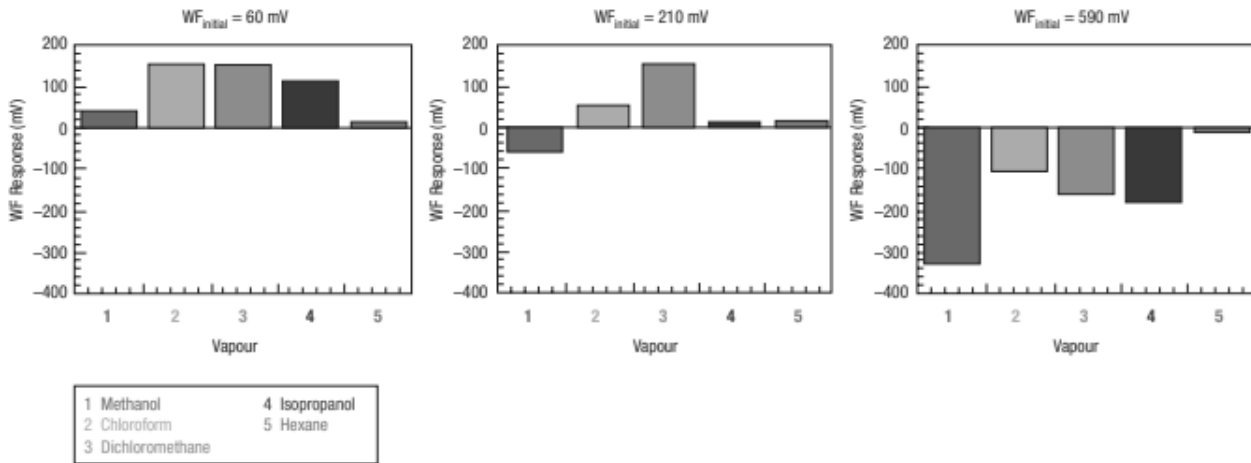 WFinitial = 60 mV
WF Response (mV)
200
100
0
–100
–200
–300
–400
1 2 3 4 5
Vapour
WFinitial = 210 mV
WF Response (mV)
200
100
0
–100
–200
–300
–400
1 2 3 4 5
Vapour
WFinitial = 590 mV
WF Response (mV)
200
100
0
–100
–200
–300
–400
1 2 3 4 5
Vapour
1 Methanol
2 Chloroform
3 Dichloromethane
4 Isopropanol
5 Hexane